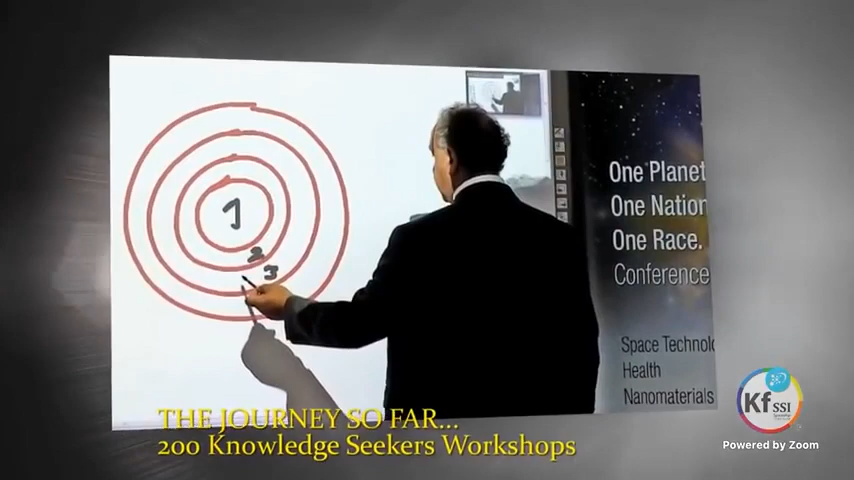 1
2
3
One Planet
One Nation
One Race.
Conference
Space Technolo
Health
Nanomaterials
THE JOURNEY SO FAR...
200 Knowledge Seekers Workshops
Kf SSI
Powered by Zoom